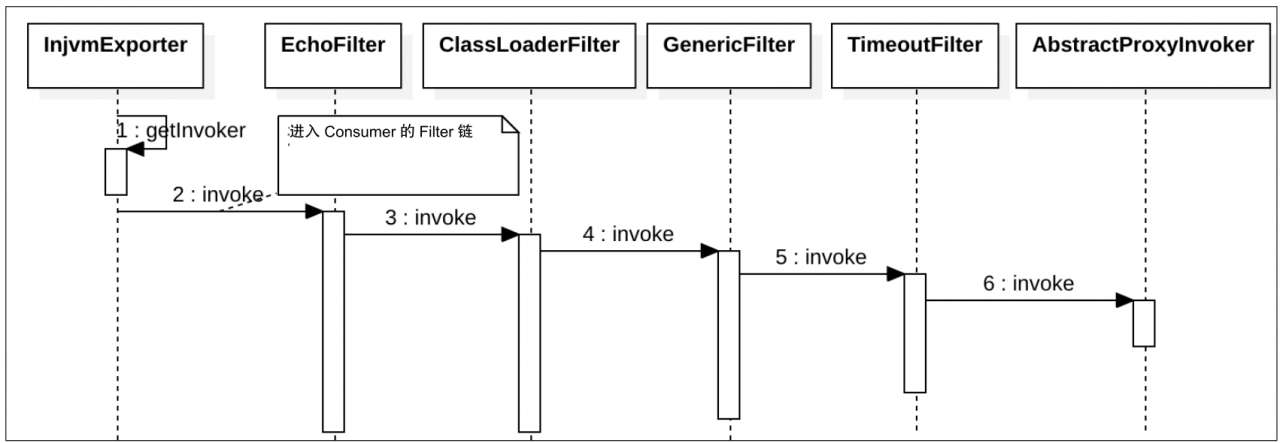 InjvmExporter
EchoFilter
ClassLoaderFilter
GenericFilter
TimeoutFilter
AbstractProxyInvoker
1 : getInvoker
进入 Consumer 的 Filter 链
2 : invoke
3 : invoke
4 : invoke
5 : invoke
6 : invoke